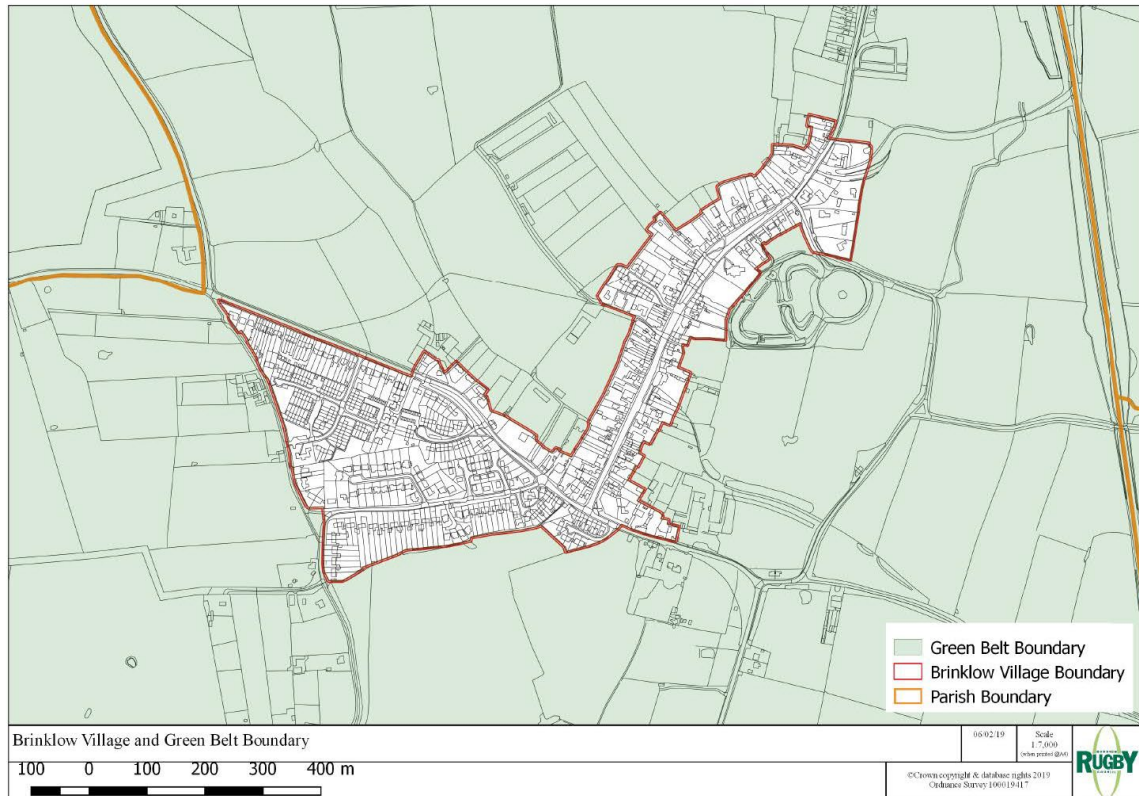 Green Belt Boundary
Brinklow Village Boundary
Parish Boundary
Brinklow Village and Green Belt Boundary
06/02/19
Scale
1:7,000
(when printed @A4)
100 0 100 200 300 400 m
©Crown copyright & database rights 2019
Ordnance Survey 100019417
RUGBY